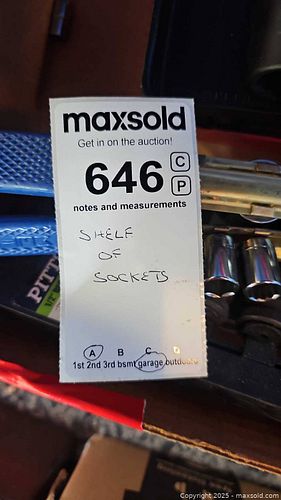 maxsold
Get in on the auction!
646 C
P
notes and measurements
SHELF
OF
SOCKETS
PITT
A B C D
1st 2nd 3rd bsmt garage outdoors
Copyright 2025 - maxsold.com